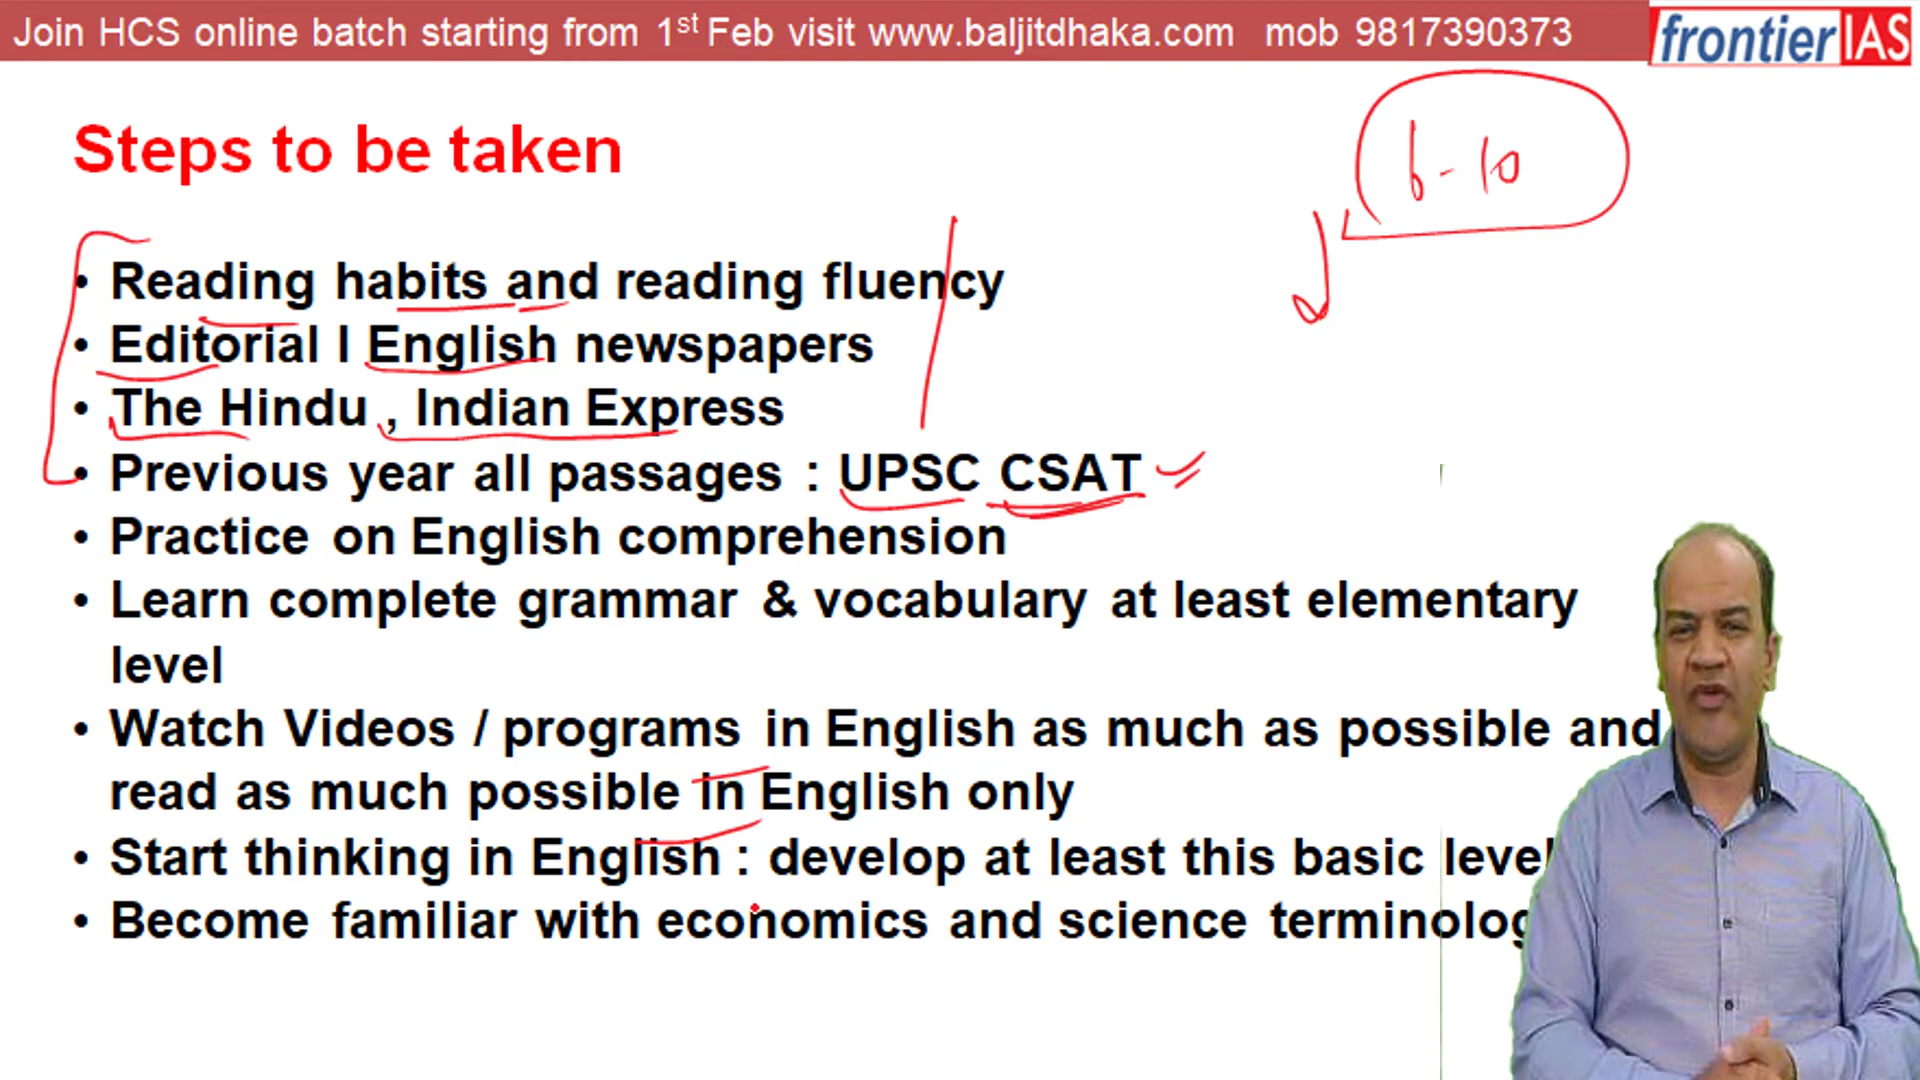 Join HCS online batch starting from 1st Feb visit www.baljitdhaka.com mob 9817390373
frontier IAS
6-10
Steps to be taken
• Reading habits and reading fluency
• Editorial I English newspapers
• The Hindu , Indian Express
• Previous year all passages : UPSC CSAT
• Practice on English comprehension
• Learn complete grammar & vocabulary at least elementary
level
• Watch Videos / programs in English as much as possible and
read as much possible in English only
• Start thinking in English : develop at least this basic level
• Become familiar with economics and science terminolog